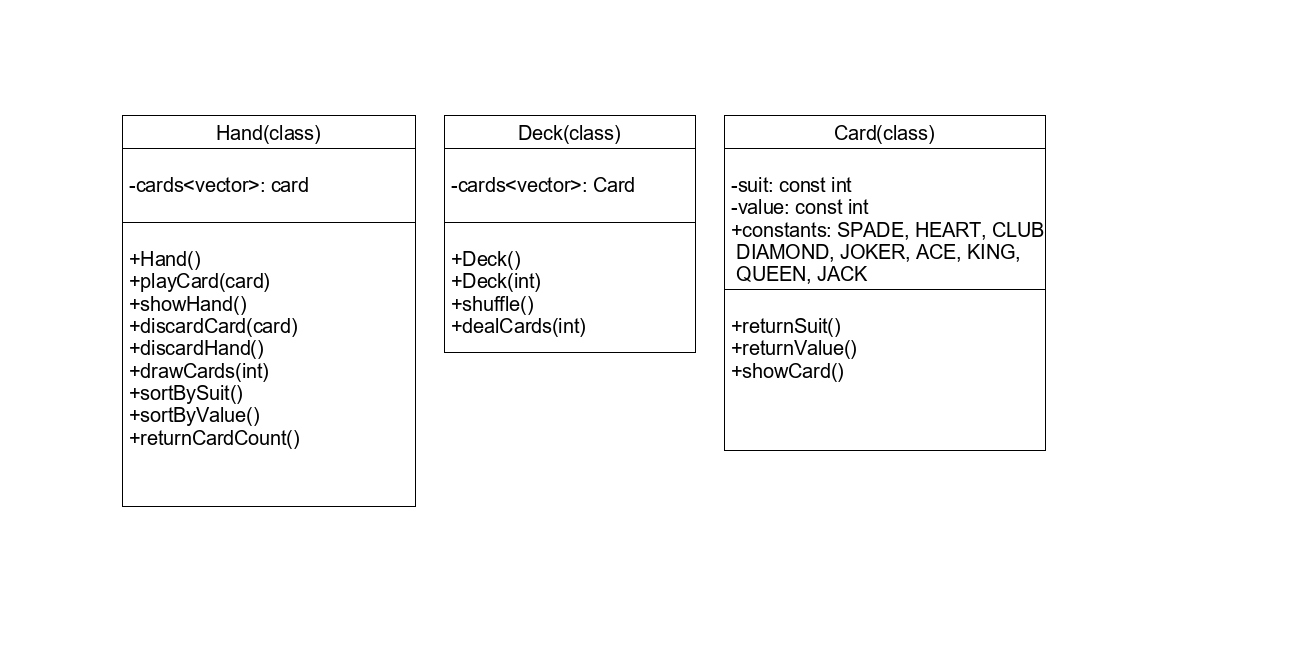 Hand(class)
-cards<vector>: card
+Hand()
+playCard(card)
+showHand()
+discardCard(card)
+discardHand()
+drawCards(int)
+sortBySuit()
+sortByValue()
+returnCardCount()
Deck(class)
-cards<vector>: Card
+Deck()
+Deck(int)
+shuffle()
+dealCards(int)
Card(class)
-suit: const int
-value: const int
+constants: SPADE, HEART, CLUB
DIAMOND, JOKER, ACE, KING,
QUEEN, JACK
+returnSuit()
+returnValue()
+showCard()